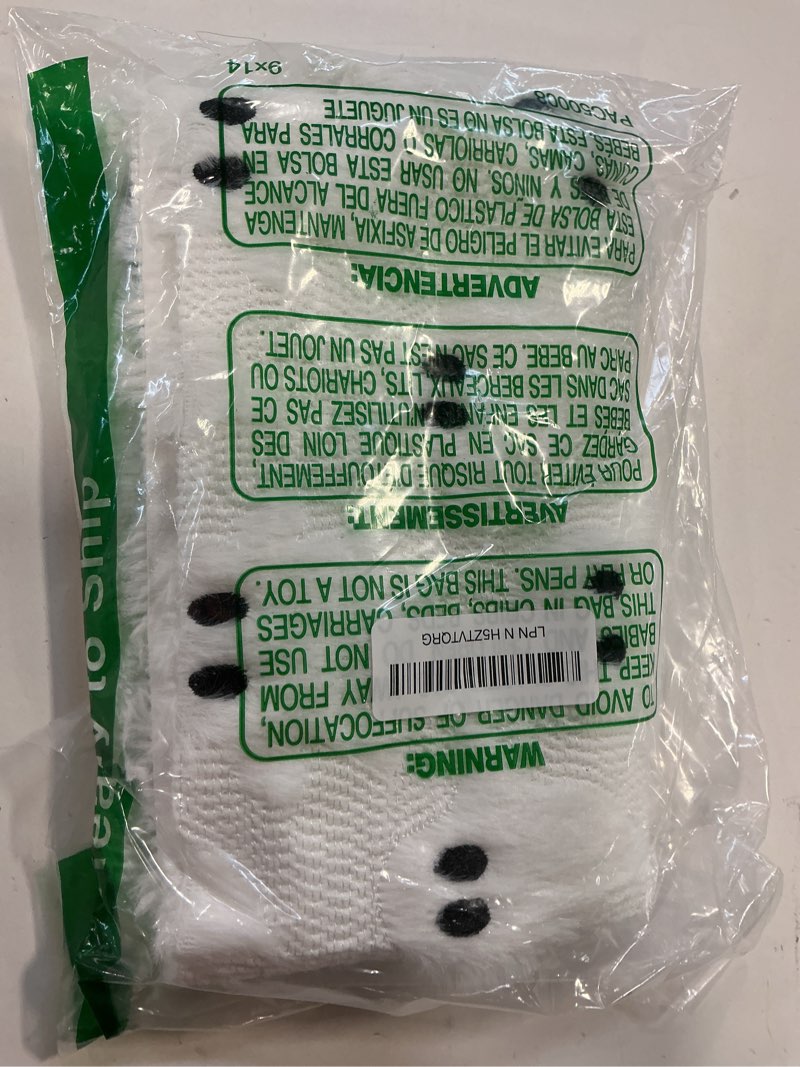 WARNING:
TO AVOID DANGER OF SUFFOCATION,
KEEP FROM
BABIES DO NOT USE
THIS BAG IN CRIBS, BEDS, CARRIAGES
OR PLAY PENS. THIS BAG IS NOT A TOY.
LPN N H5ZTVTQRG
AVERTISSEMENT:
POUR ÉVITER TOUT RISQUE D'ETOUFFEMENT,
GARDEZ CE SAC EN PLASTIQUE LOIN DES
BEBES ET LES ENFANTS N'UTILISEZ PAS CE
SAC DANS LES BERCEAUX LITS, CHARIOTS OU
PARC AU BEBE. CE SAC N'EST PAS UN JOUET.
ADVERTENCIA:
PARA EVITAR EL PELIGRO DE ASFIXIA, MANTENGA
ESTA BOLSA DE PLASTICO FUERA DEL ALCANCE
DE Y NINOS. NO USAR ESTA BOLSA EN
CUNAS, CAMAS, CARRIOLAS U CORRALES PARA
BEBES. ESTA BOLSA NO ES UN JUGUETE
PAC50008
9x14
Ready to Ship